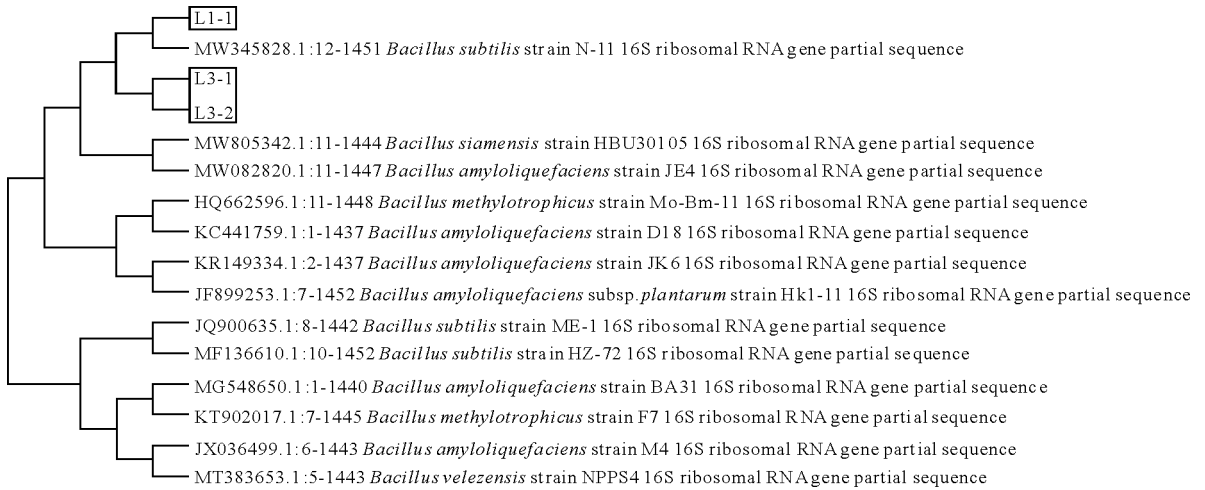 L1-1
MW345828.1:12-1451 Bacillus subtilis strain N-11 16S ribosomal RNA gene partial sequence
L3-1
L3-2
MW805342.1:11-1444 Bacillus siamensis strain HBU30105 16S ribosomal RNA gene partial sequence
MW082820.1:11-1447 Bacillus amyloliquefaciens strain JE4 16S ribosomal RNA gene partial sequence
HQ662596.1:11-1448 Bacillus methylotrophicus strain Mo-Bm-11 16S ribosomal RNA gene partial sequence
KC441759.1:1-1437 Bacillus amyloliquefaciens strain D18 16S ribosomal RNA gene partial sequence
KR149334.1:2-1437 Bacillus amyloliquefaciens strain JK6 16S ribosomal RNA gene partial sequence
JF899253.1:7-1452 Bacillus amyloliquefaciens subsp. plantarum strain Hk1-11 16S ribosomal RNA gene partial sequence
JQ900635.1:8-1442 Bacillus subtilis strain ME-1 16S ribosomal RNA gene partial sequence
MF136610.1:10-1452 Bacillus subtilis strain HZ-72 16S ribosomal RNA gene partial sequence
MG548650.1:1-1440 Bacillus amyloliquefaciens strain BA31 16S ribosomal RNA gene partial sequence
KT902017.1:7-1445 Bacillus methylotrophicus strain F7 16S ribosomal RNA gene partial sequence
JX036499.1:6-1443 Bacillus amyloliquefaciens strain M4 16S ribosomal RNA gene partial sequence
MT383653.1:5-1443 Bacillus velezensis strain NPPS4 16S ribosomal RNA gene partial sequence